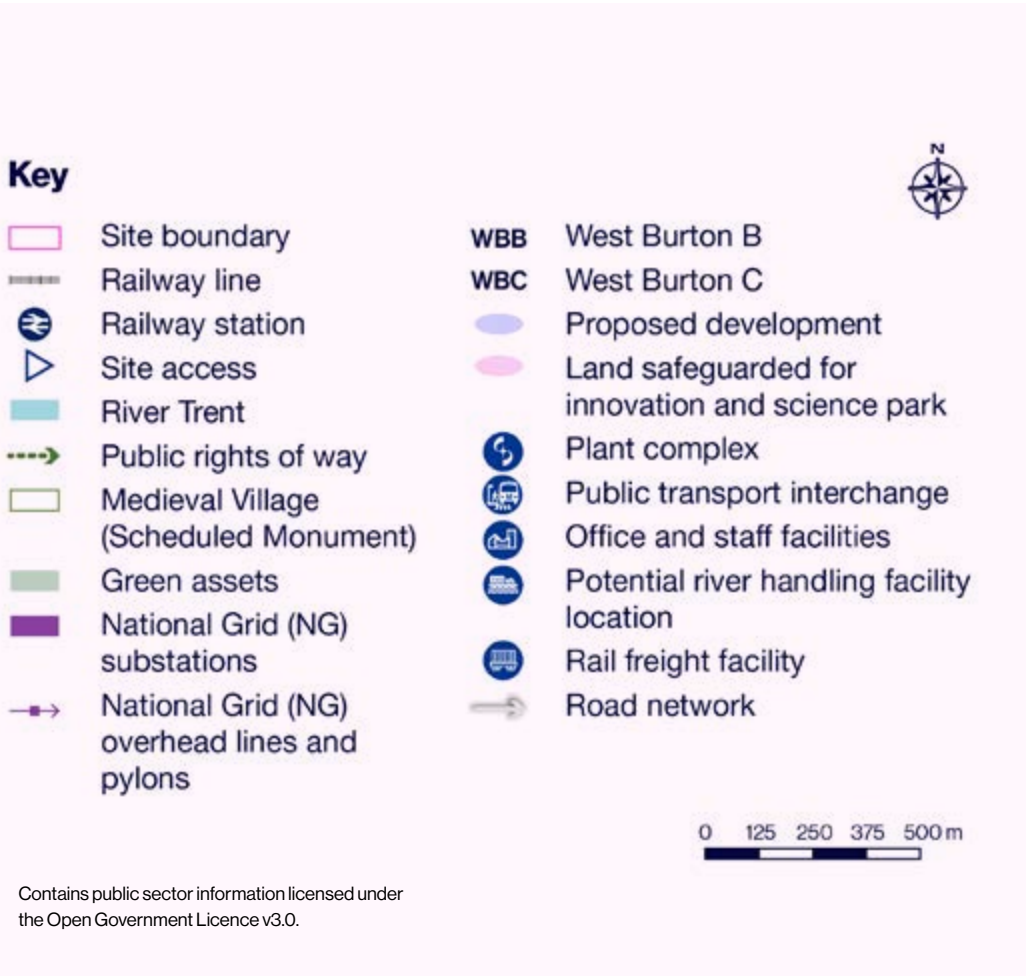 N
Key
Site boundary
Railway line
Railway station
Site access
River Trent
Public rights of way
Medieval Village
(Scheduled Monument)
Green assets
National Grid (NG)
substations
National Grid (NG)
overhead lines and
pylons
WBB West Burton B
WBC West Burton C
Proposed development
Land safeguarded for
innovation and science park
Plant complex
Public transport interchange
Office and staff facilities
Potential river handling facility
location
Rail freight facility
Road network
0 125 250 375 500 m
Contains public sector information licensed under
the Open Government Licence v3.0.